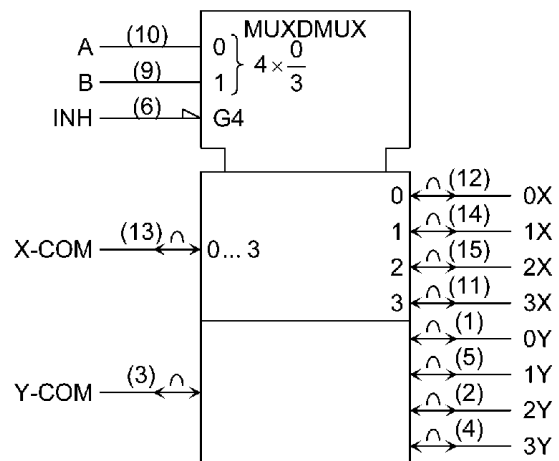 MUXDMUX
A (10) 0
B (9) 1
4 × 0/3
INH (6) G4
0 ∩ (12) 0X
1 ∩ (14) 1X
X-COM (13) ∩ 0... 3
2 ∩ (15) 2X
3 ∩ (11) 3X
∩ (1) 0Y
∩ (5) 1Y
Y-COM (3) ∩
∩ (2) 2Y
∩ (4) 3Y